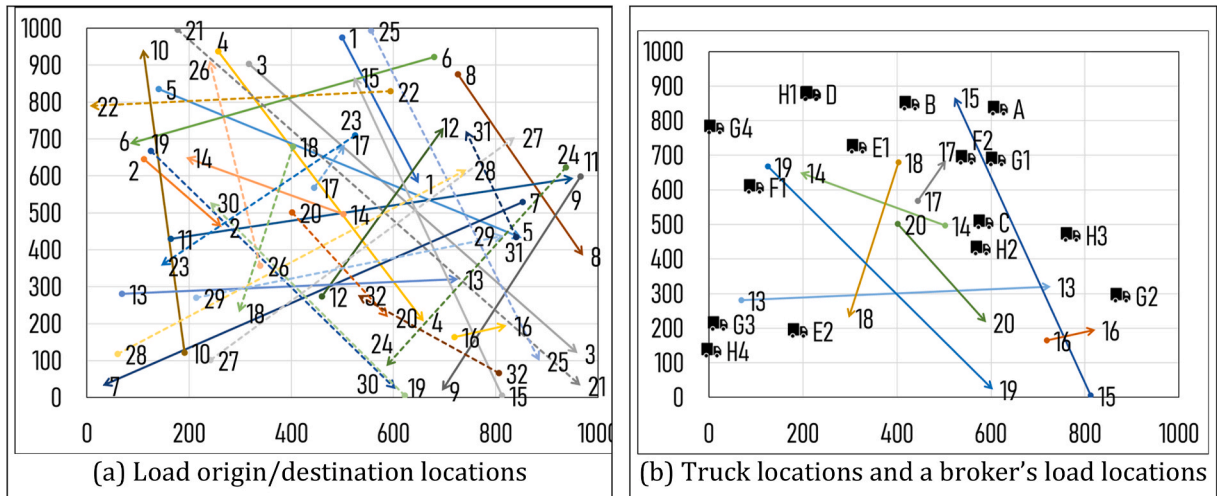 1000 21 4 1 25
900 10 26 3 15 6 8
800 5 22
22
700 6 19 18 23 17 12 31 27
600 2 14 17 1 28 24 11
500 30 20 14 7 9
400 11 2 29 5
31
300 23 13 29 26 12 13 8
200 18 32 20 4 16 16
100 28 10 27 24 25 3
7 30 19 9 32 15 21
0
0 200 400 600 800 1000
(a) Load origin/destination locations
1000
900 H1 D B 15 A
800 G4
700 E1 18 17 F2 G1
600 F1 19 14 17
500 20 14 C
400 H2 H3
300 13 13 G2
200 G3 E2 18 20 16
100 H4 16
0 19 15
0 200 400 600 800 1000
(b) Truck locations and a broker's load locations